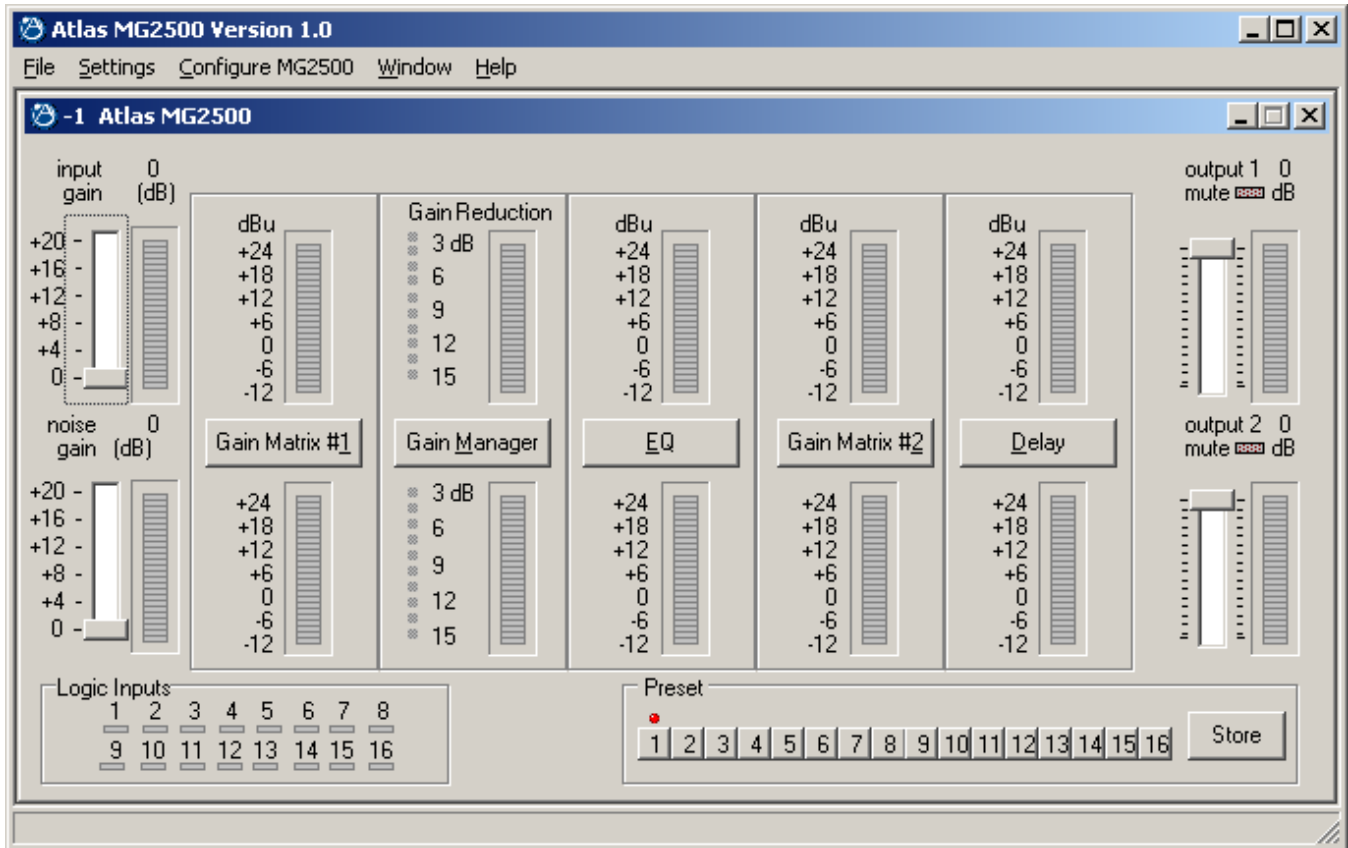 Atlas MG2500 Version 1.0
File Settings Configure MG2500 Window Help
-1 Atlas MG2500
input 0
gain (dB)
+20
+16
+12
+8
+4
0
noise 0
gain (dB)
+20
+16
+12
+8
+4
0
dBu
+24
+18
+12
+6
0
-6
-12
Gain Matrix #1
+24
+18
+12
+6
0
-6
-12
Gain Reduction
3 dB
6
9
12
15
Gain Manager
3 dB
6
9
12
15
dBu
+24
+18
+12
+6
0
-6
-12
EQ
+24
+18
+12
+6
0
-6
-12
dBu
+24
+18
+12
+6
0
-6
-12
Gain Matrix #2
+24
+18
+12
+6
0
-6
-12
dBu
+24
+18
+12
+6
0
-6
-12
Delay
+24
+18
+12
+6
0
-6
-12
output 1 0
mute dB
output 2 0
mute dB
Logic Inputs
1 2 3 4 5 6 7 8
9 10 11 12 13 14 15 16
Preset
1 2 3 4 5 6 7 8 9 10 11 12 13 14 15 16
Store